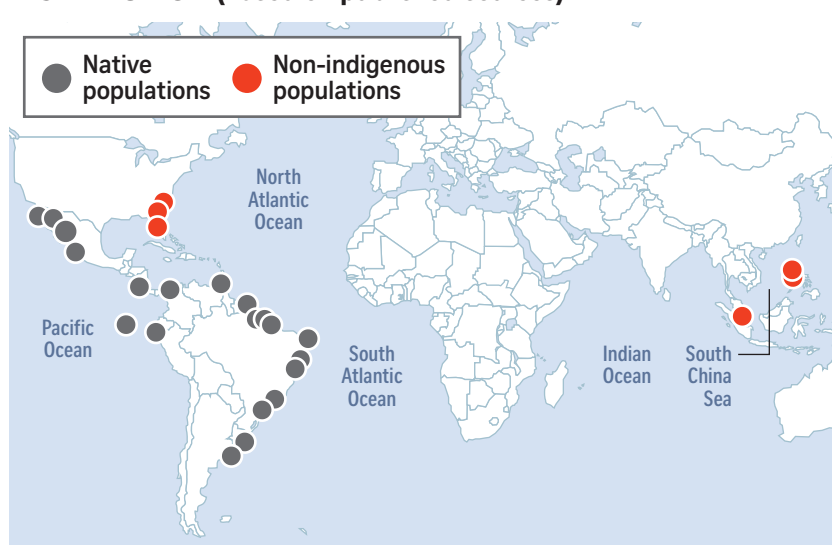 Native
populations
Non-indigenous
populations
North
Atlantic
Ocean
Pacific
Ocean
South
Atlantic
Ocean
Indian
Ocean
South
China
Sea